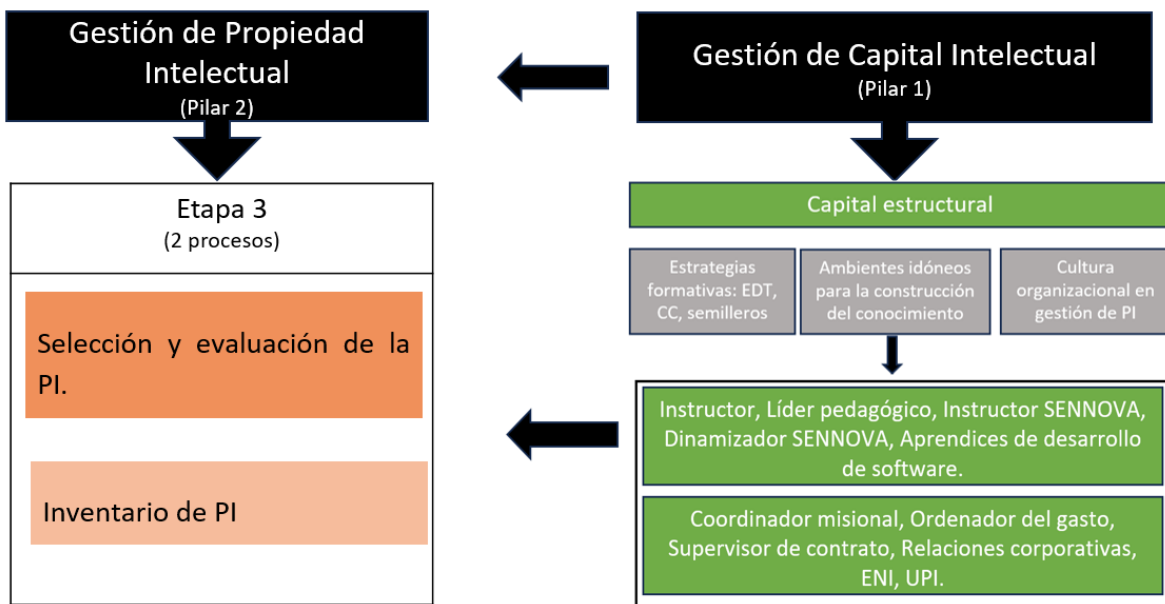 Gestión de Propiedad
Intelectual
(Pilar 2)
Gestión de Capital Intelectual
(Pilar 1)
Etapa 3
(2 procesos)
Selección y evaluación de la
PI.
Inventario de PI
Capital estructural
Estrategias
formativas: EDT,
CC, semilleros
Ambientes idóneos
para la construcción
del conocimiento
Cultura
organizacional en
gestión de PI
Instructor, Líder pedagógico, Instructor SENNOVA,
Dinamizador SENNOVA, Aprendices de desarrollo
de software.
Coordinador misional, Ordenador del gasto,
Supervisor de contrato, Relaciones corporativas,
ENI, UPI.